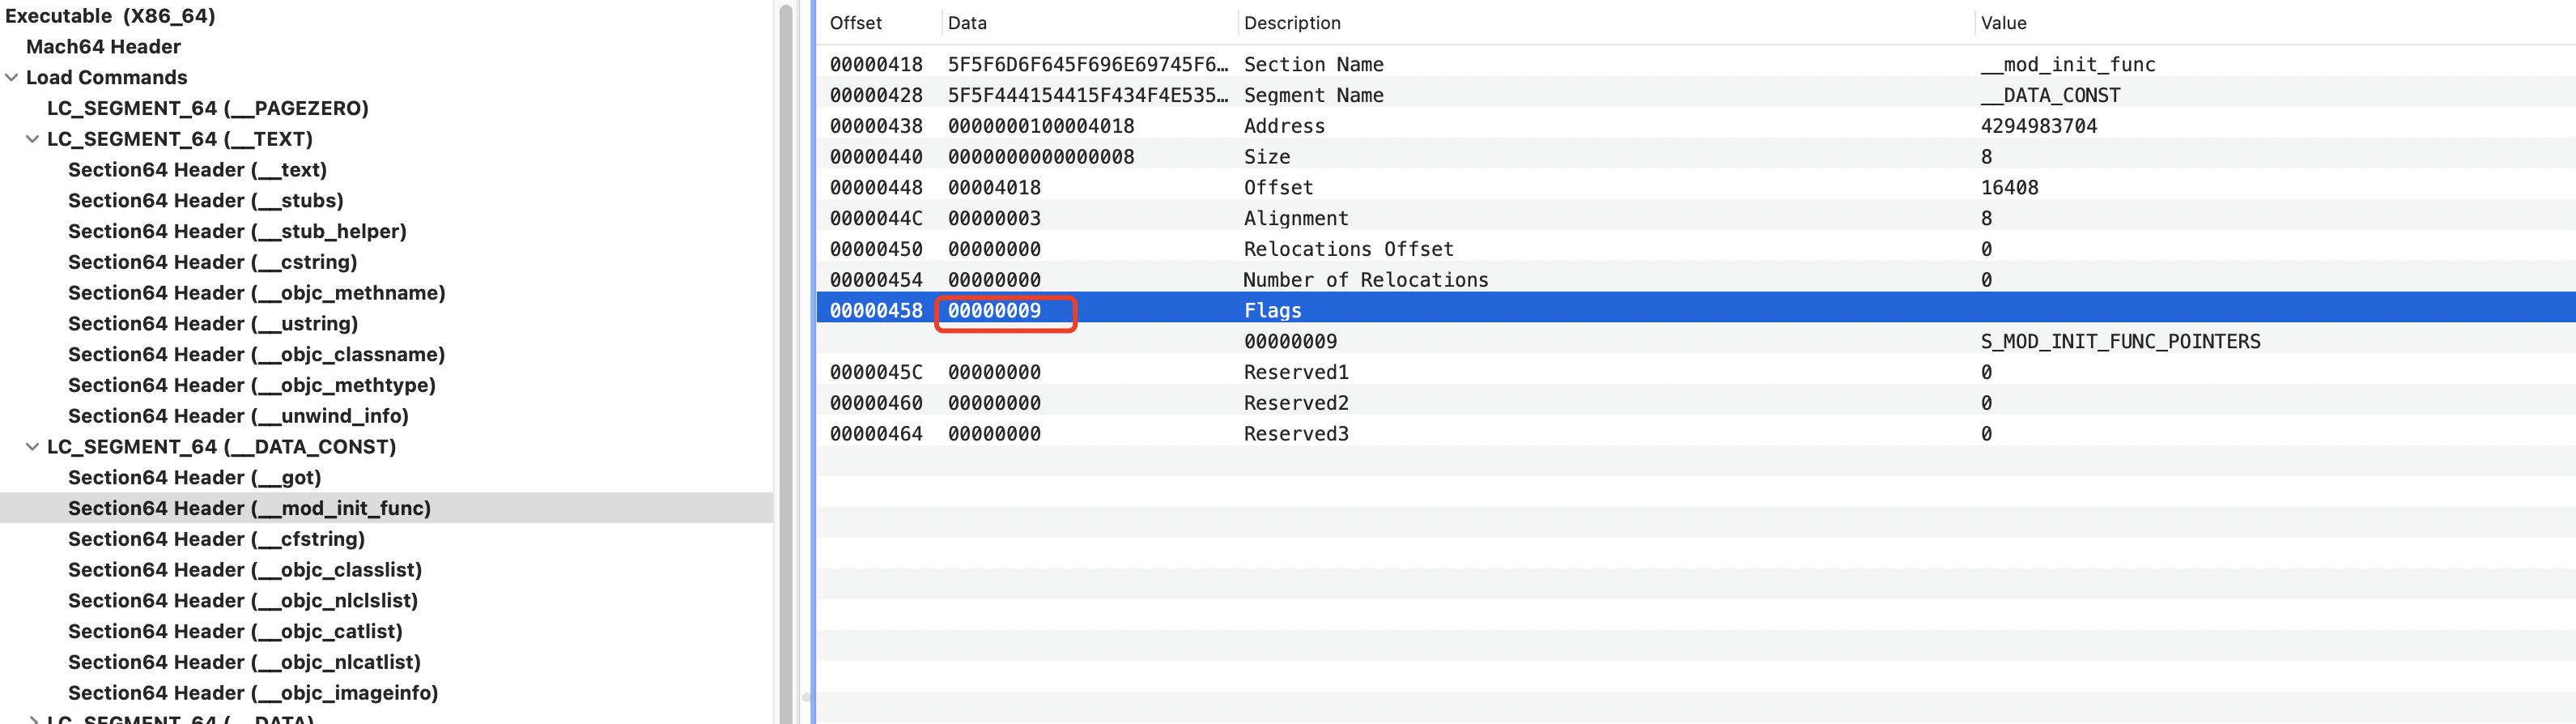 Executable (X86_64)
Mach64 Header
Load Commands
LC_SEGMENT_64 (__PAGEZERO)
LC_SEGMENT_64 (__TEXT)
Section64 Header (__text)
Section64 Header (__stubs)
Section64 Header (__stub_helper)
Section64 Header (__cstring)
Section64 Header (__objc_methname)
Section64 Header (__ustring)
Section64 Header (__objc_classname)
Section64 Header (__objc_methtype)
Section64 Header (__unwind_info)
LC_SEGMENT_64 (__DATA_CONST)
Section64 Header (__got)
Section64 Header (__mod_init_func)
Section64 Header (__cfstring)
Section64 Header (__objc_classlist)
Section64 Header (__objc_nlclslist)
Section64 Header (__objc_catlist)
Section64 Header (__objc_nlcatlist)
Section64 Header (__objc_imageinfo)
LC_SEGMENT_64 (__DATA)
Offset Data Description Value
00000418 5F5F6D6F645F696E69745F6… Section Name __mod_init_func
00000428 5F5F444154415F434F4E535… Segment Name __DATA_CONST
00000438 0000000100004018 Address 4294983704
00000440 0000000000000008 Size 8
00000448 00004018 Offset 16408
0000044C 00000003 Alignment 8
00000450 00000000 Relocations Offset 0
00000454 00000000 Number of Relocations 0
00000458 00000009 Flags
00000009 S_MOD_INIT_FUNC_POINTERS
0000045C 00000000 Reserved1 0
00000460 00000000 Reserved2 0
00000464 00000000 Reserved3 0